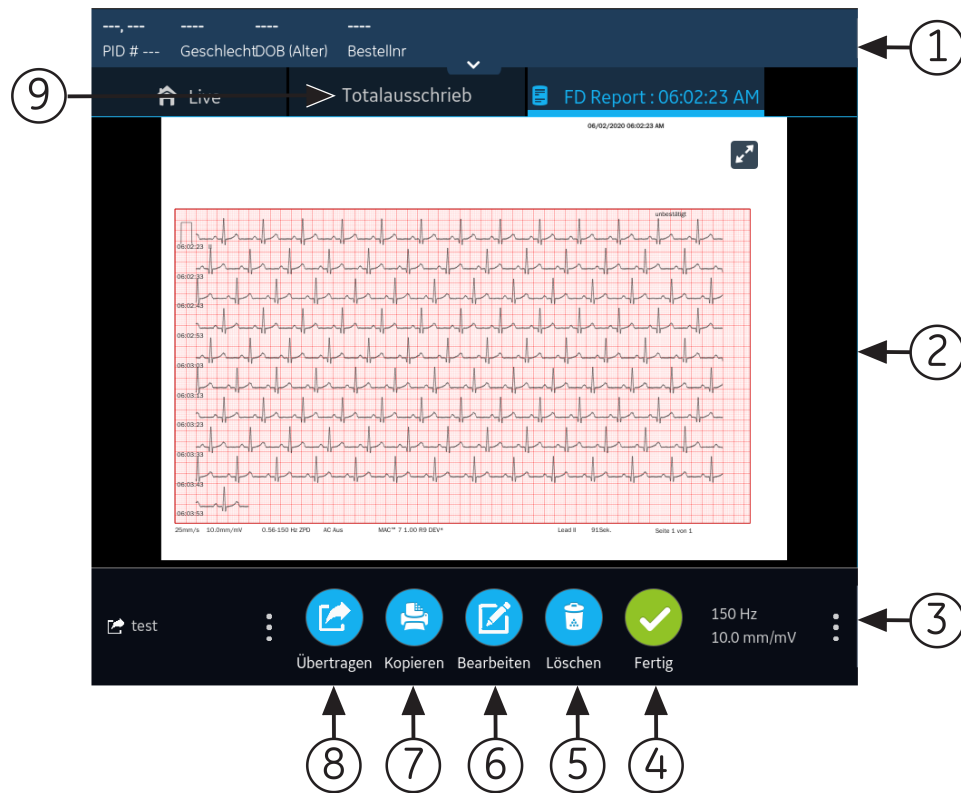 ---, --- ---- ---- ----
PID # --- Geschlecht DOB (Alter) Bestellnr
1
9
Live Totalausschrieb FD Report : 06:02:23 AM
06/02/2020 06:02:23 AM
unbestätigt
06:02:23
06:02:33
06:02:43
06:02:53
2
06:03:03
06:03:13
06:03:23
06:03:33
06:03:43
06:03:53
25mm/s 10.0mm/mV 0.56-150 Hz ZPD AC Aus MAC™ 7 1.00 R9 DEV* Lead II 91Sek. Seite 1 von 1
test
150 Hz
10.0 mm/mV
3
Übertragen Kopieren Bearbeiten Löschen Fertig
8 7 6 5 4